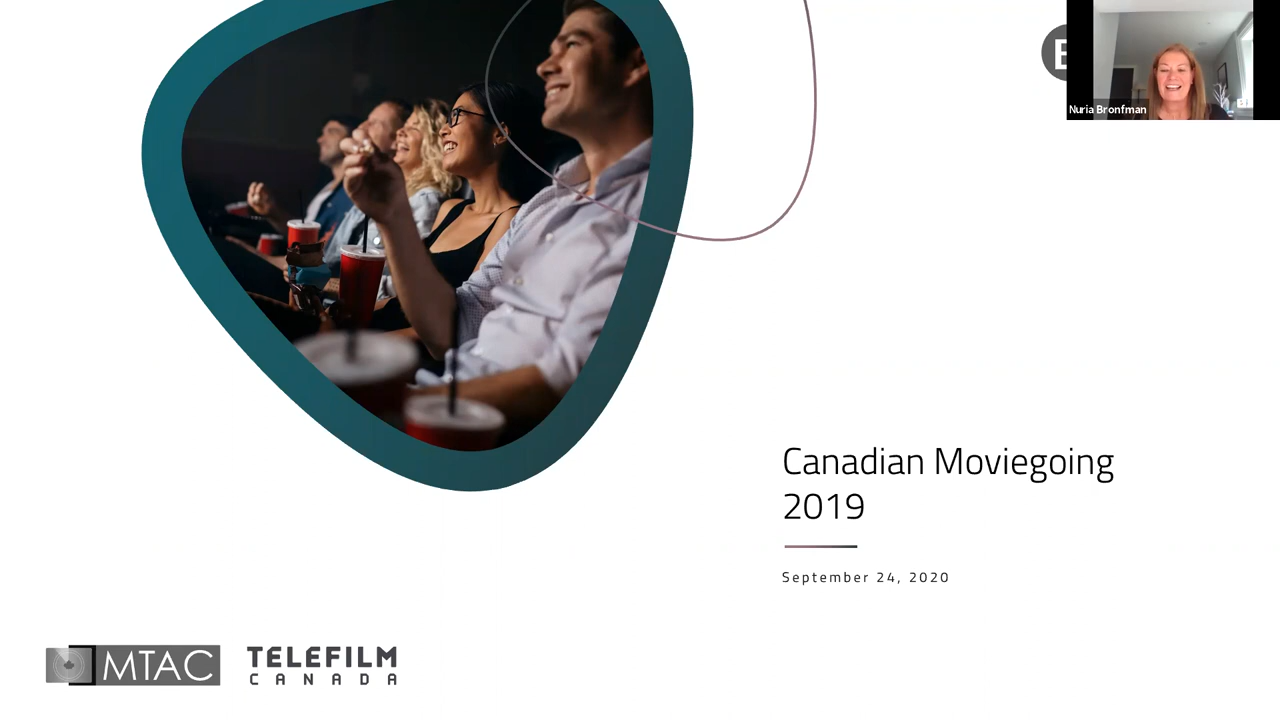 Nuria Bronfman
Canadian Moviegoing
2019
September 24, 2020
MTAC
TELEFILM
CANADA